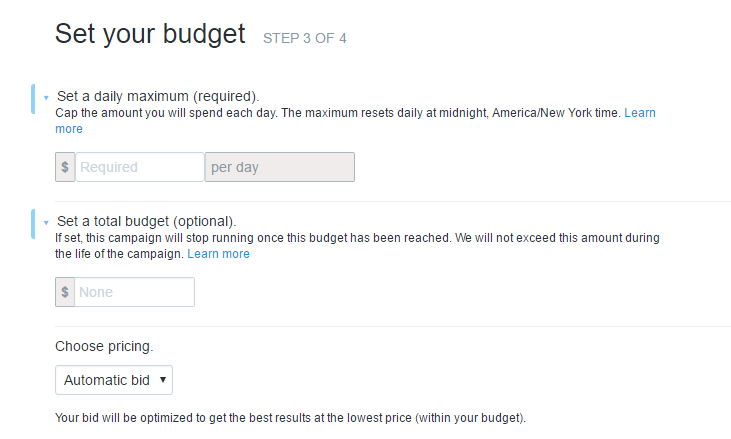 Set your budget STEP 3 OF 4
Set a daily maximum (required).
Cap the amount you will spend each day. The maximum resets daily at midnight, America/New York time. Learn
more
$ Required per day
Set a total budget (optional).
If set, this campaign will stop running once this budget has been reached. We will not exceed this amount during
the life of the campaign. Learn more
$ None
Choose pricing.
Automatic bid
Your bid will be optimized to get the best results at the lowest price (within your budget).